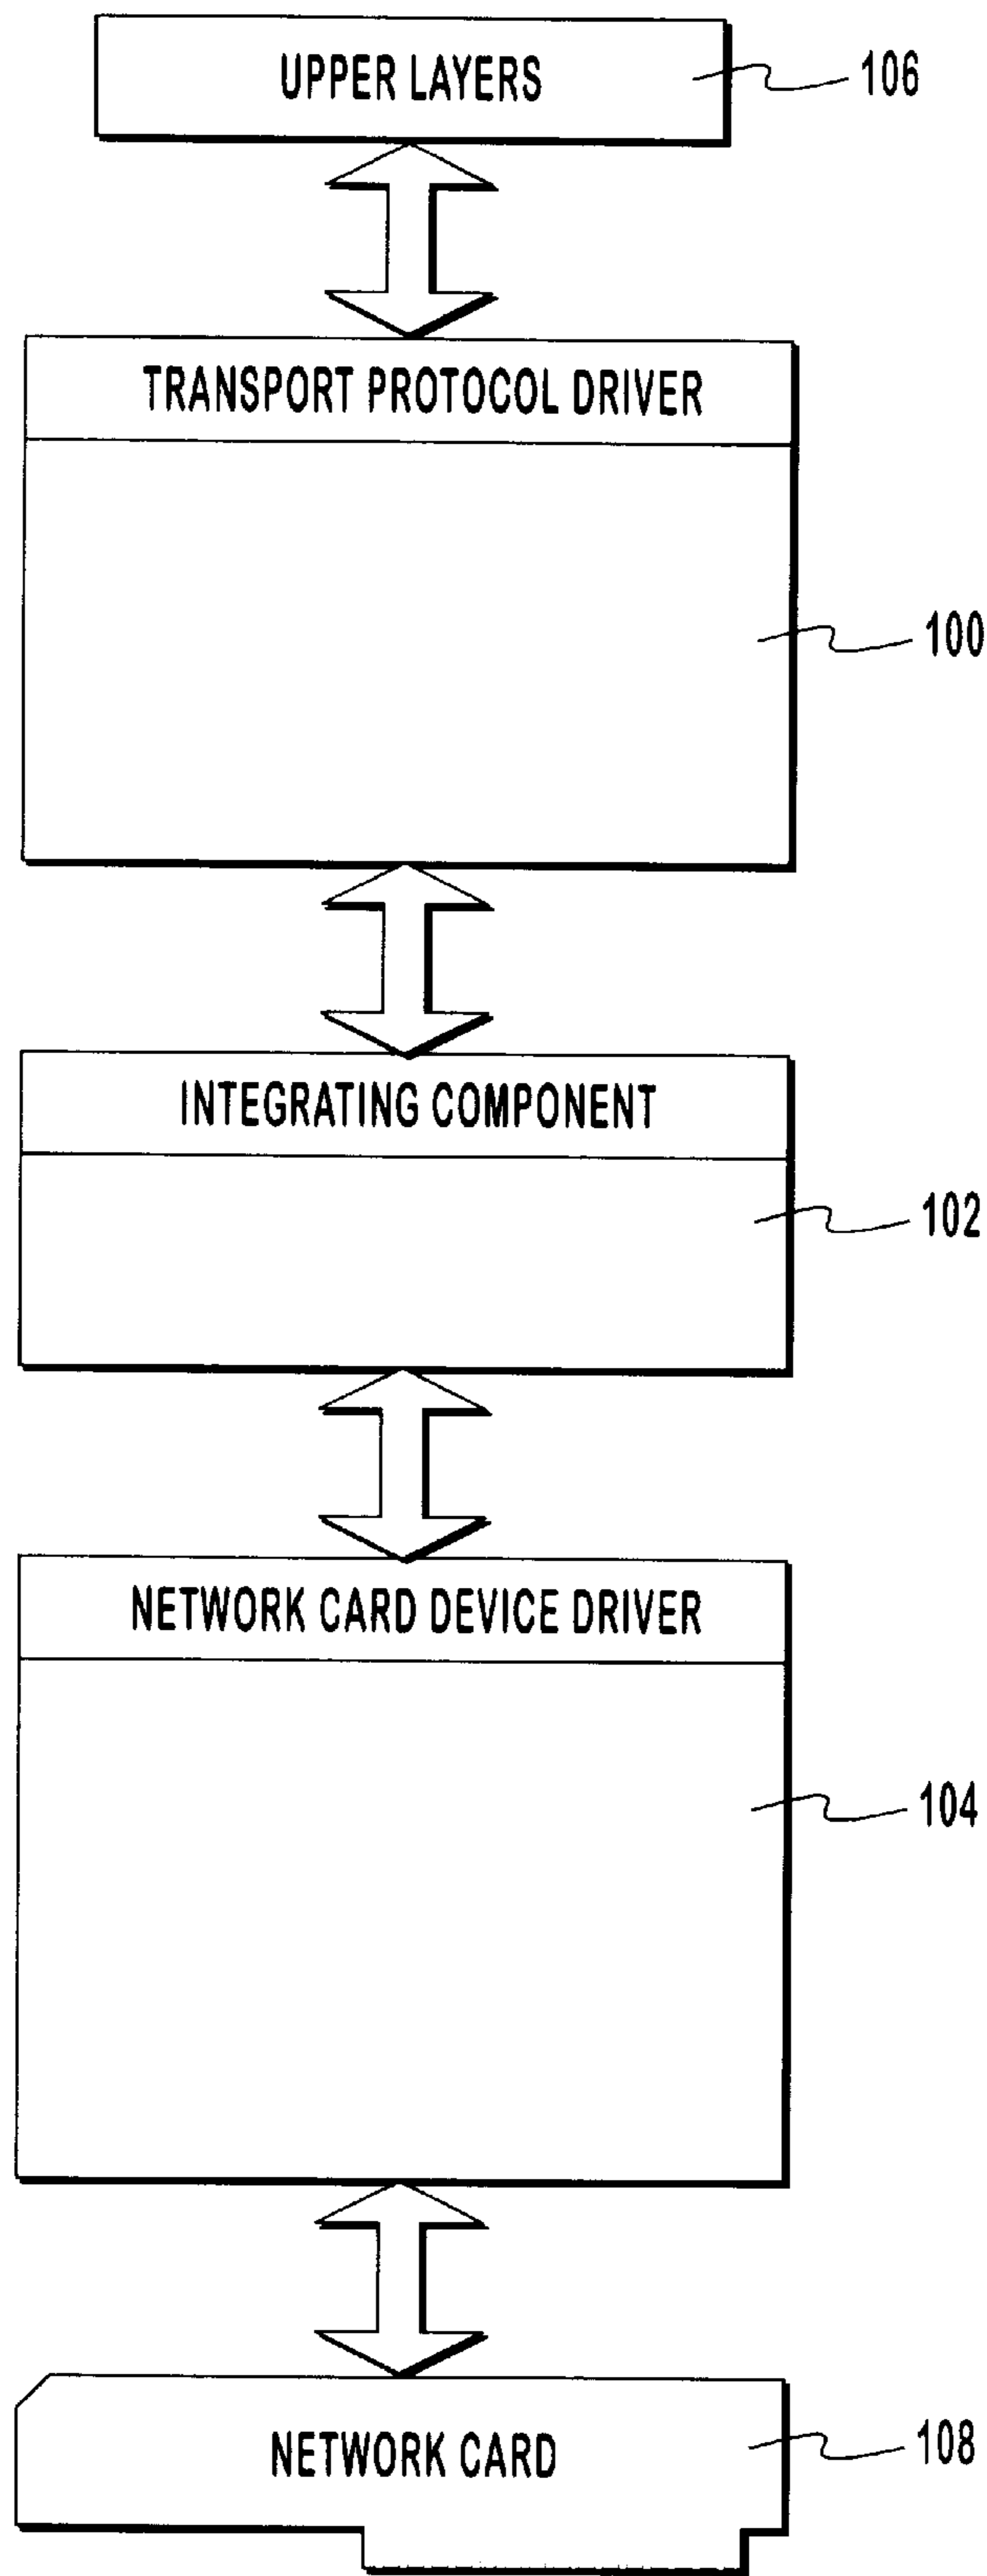 UPPER LAYERS
106
TRANSPORT PROTOCOL DRIVER
100
INTEGRATING COMPONENT
102
NETWORK CARD DEVICE DRIVER
104
NETWORK CARD
108